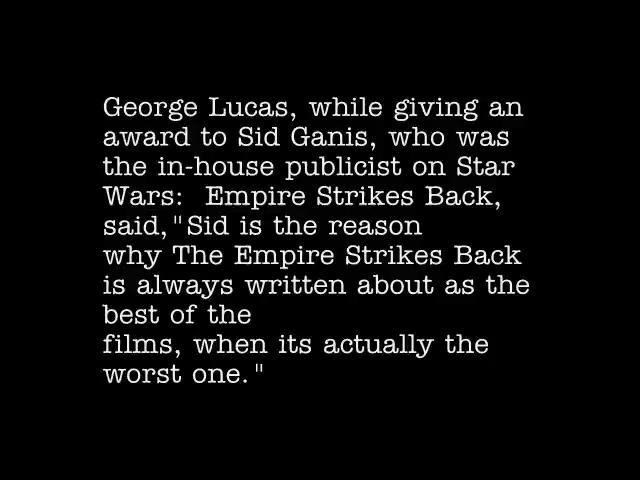 George Lucas, while giving an
award to Sid Ganis, who was
the in-house publicist on Star
Wars:  Empire Strikes Back,
said,"Sid is the reason
why The Empire Strikes Back
is always written about as the
best of the
films, when its actually the
worst one."